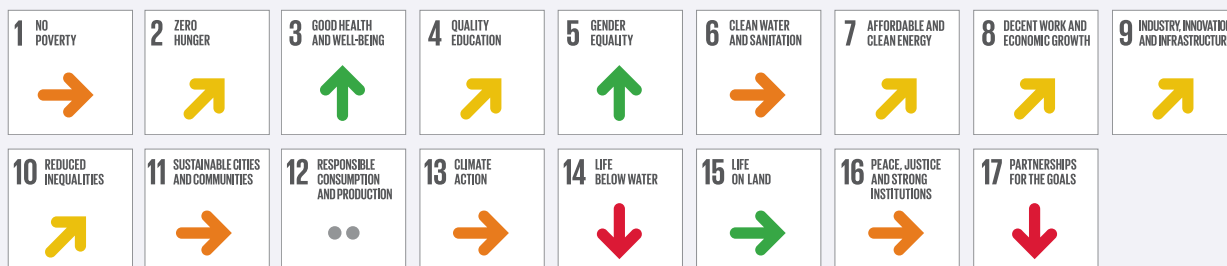 1 NO
POVERTY
2 ZERO
HUNGER
3 GOOD HEALTH
AND WELL-BEING
4 QUALITY
EDUCATION
5 GENDER
EQUALITY
6 CLEAN WATER
AND SANITATION
7 AFFORDABLE AND
CLEAN ENERGY
8 DECENT WORK AND
ECONOMIC GROWTH
9 INDUSTRY, INNOVATIO
AND INFRASTRUCTUR
10 REDUCED
INEQUALITIES
11 SUSTAINABLE CITIES
AND COMMUNITIES
12 RESPONSIBLE
CONSUMPTION
AND PRODUCTION
13 CLIMATE
ACTION
14 LIFE
BELOW WATER
15 LIFE
ON LAND
16 PEACE, JUSTICE
AND STRONG
INSTITUTIONS
17 PARTNERSHIPS
FOR THE GOALS